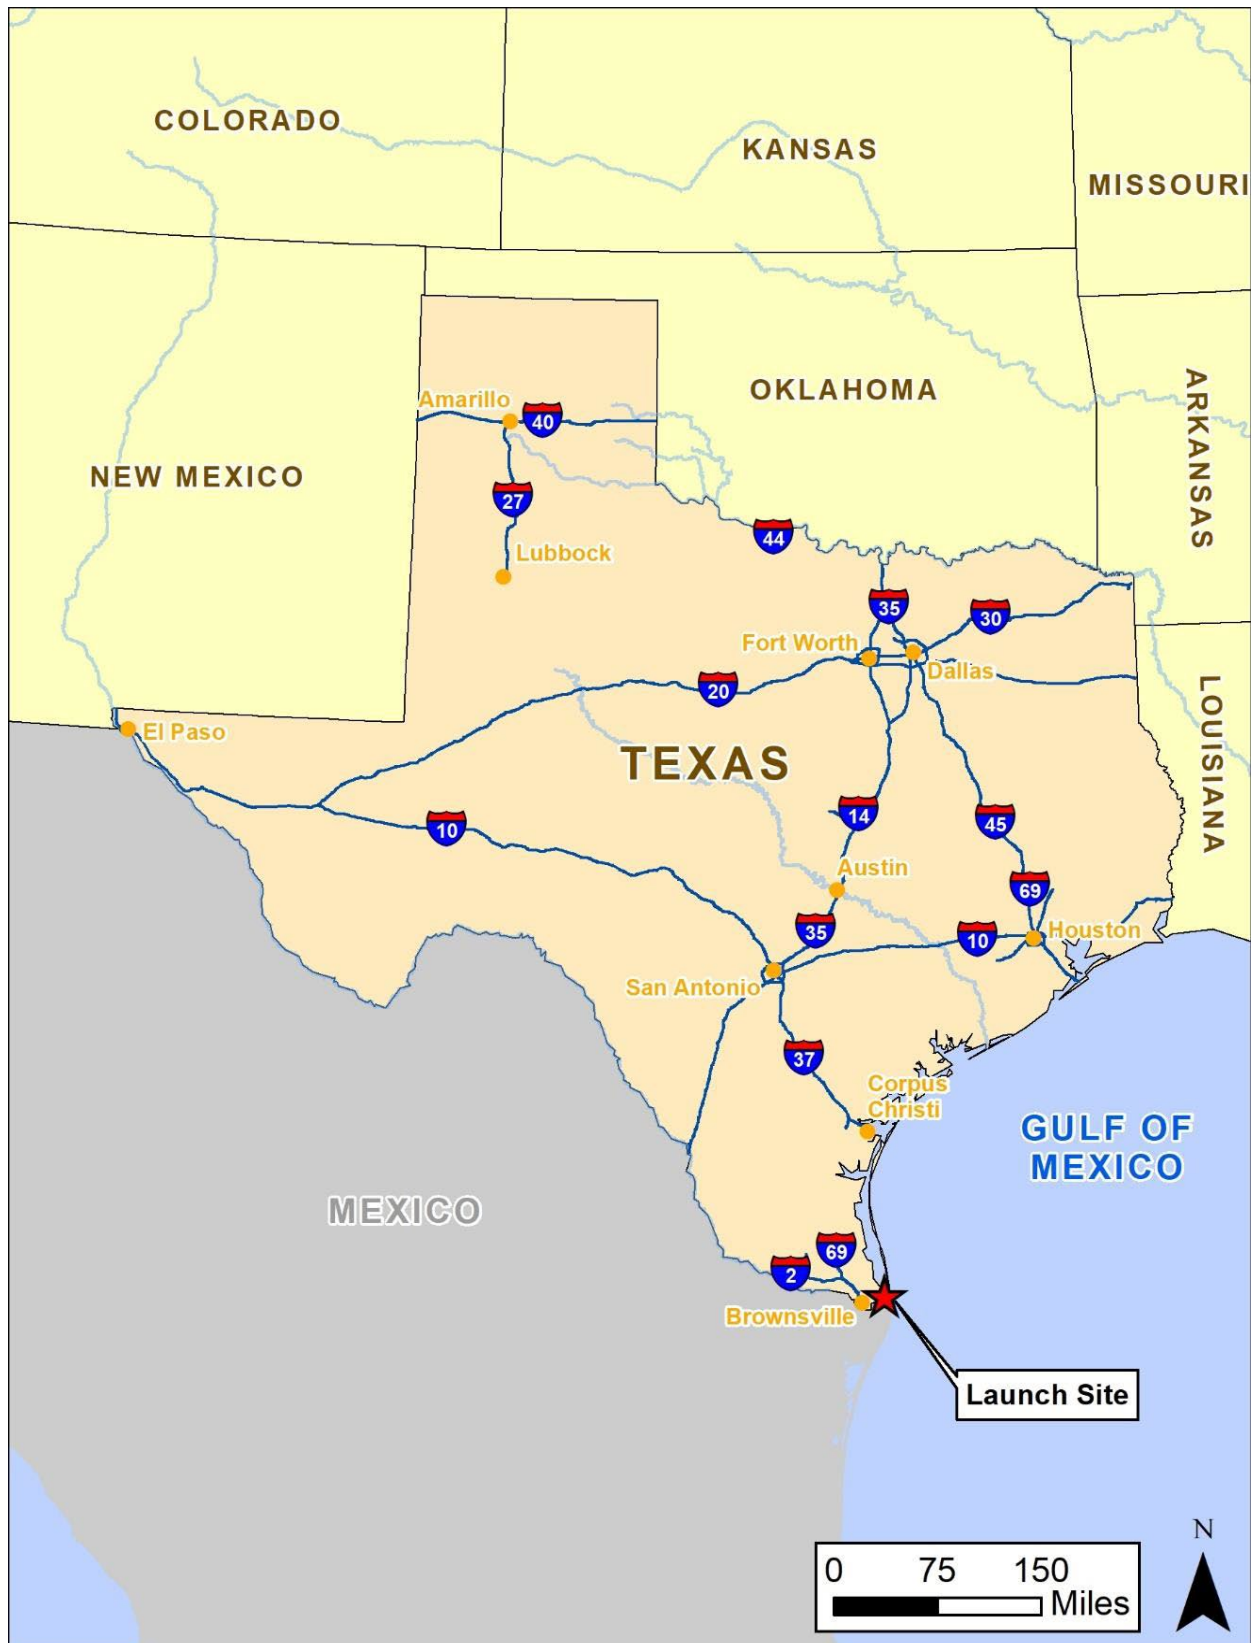 COLORADO
KANSAS
MISSOURI
OKLAHOMA
ARKANSAS
Amarillo
40
NEW MEXICO
27
44
Lubbock
35
30
Fort Worth
Dallas
20
LOUISIANA
El Paso
TEXAS
10
14
45
Austin
69
35
10
Houston
San Antonio
37
Corpus
Christi
GULF OF
MEXICO
MEXICO
69
2
Brownsville
Launch Site
N
0 75 150
Miles